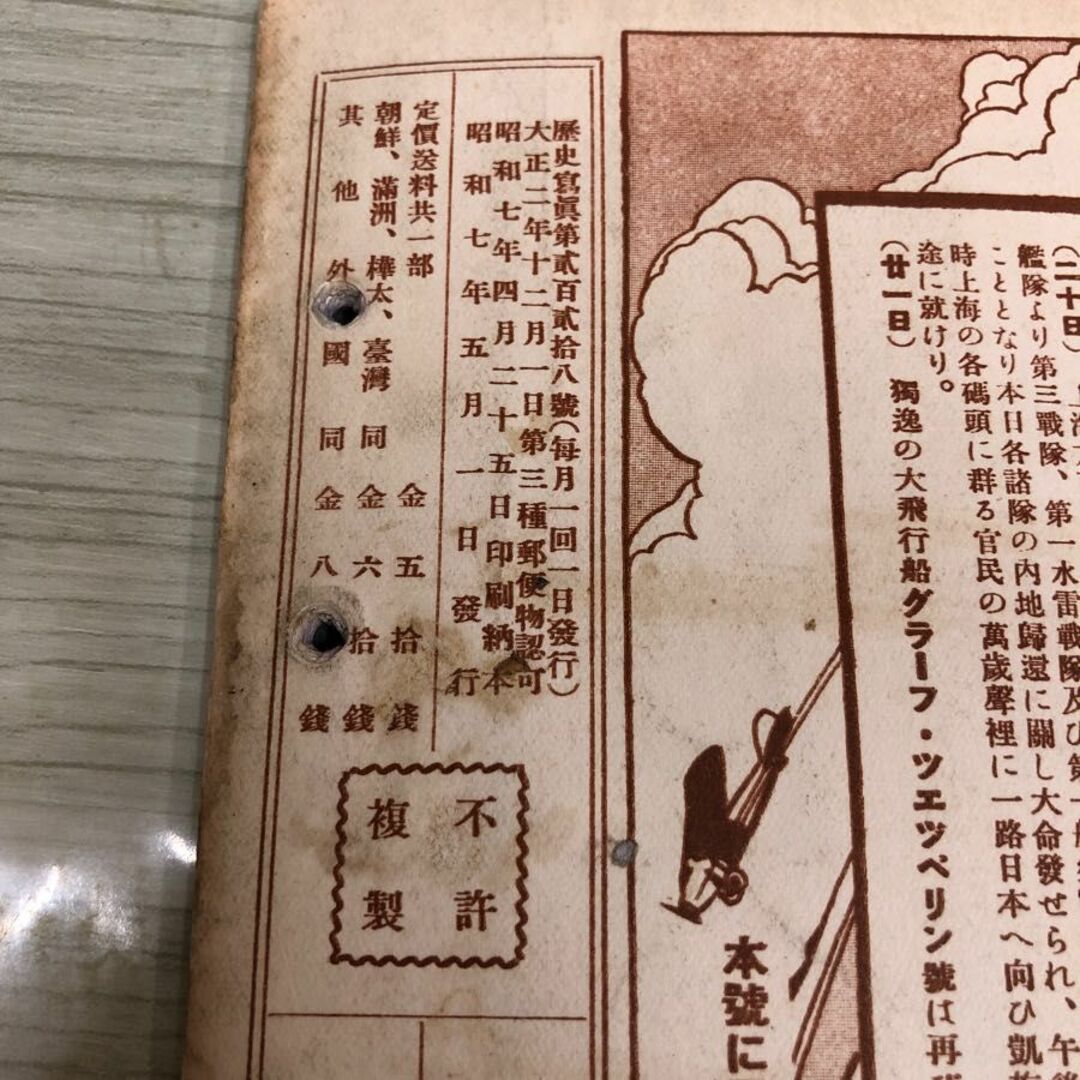 (二十日)
艦隊より第三戰隊、第一水雷戰隊及び第一
こととなり本日各諸隊の内地歸還に關し大命發せられ、午後
時上海の各碼頭に群る官民の萬歲聲裡に一路日本へ向ひ凱
途に就けり。
(廿一日) 獨逸の大飛行船グラーフ・ツエツペリン號は再
本號に
歷史寫眞第貳百貳拾八號(每月一回一日發行)
大正二年十二月一日第三種郵便物認可
昭和七年四月二十五日印刷納本
昭和七年五月一日發行
定價送料共一部 金五拾錢
朝鮮、滿洲、樺太、臺灣同 金六拾錢
其他外國同 金八拾錢
不許
複製